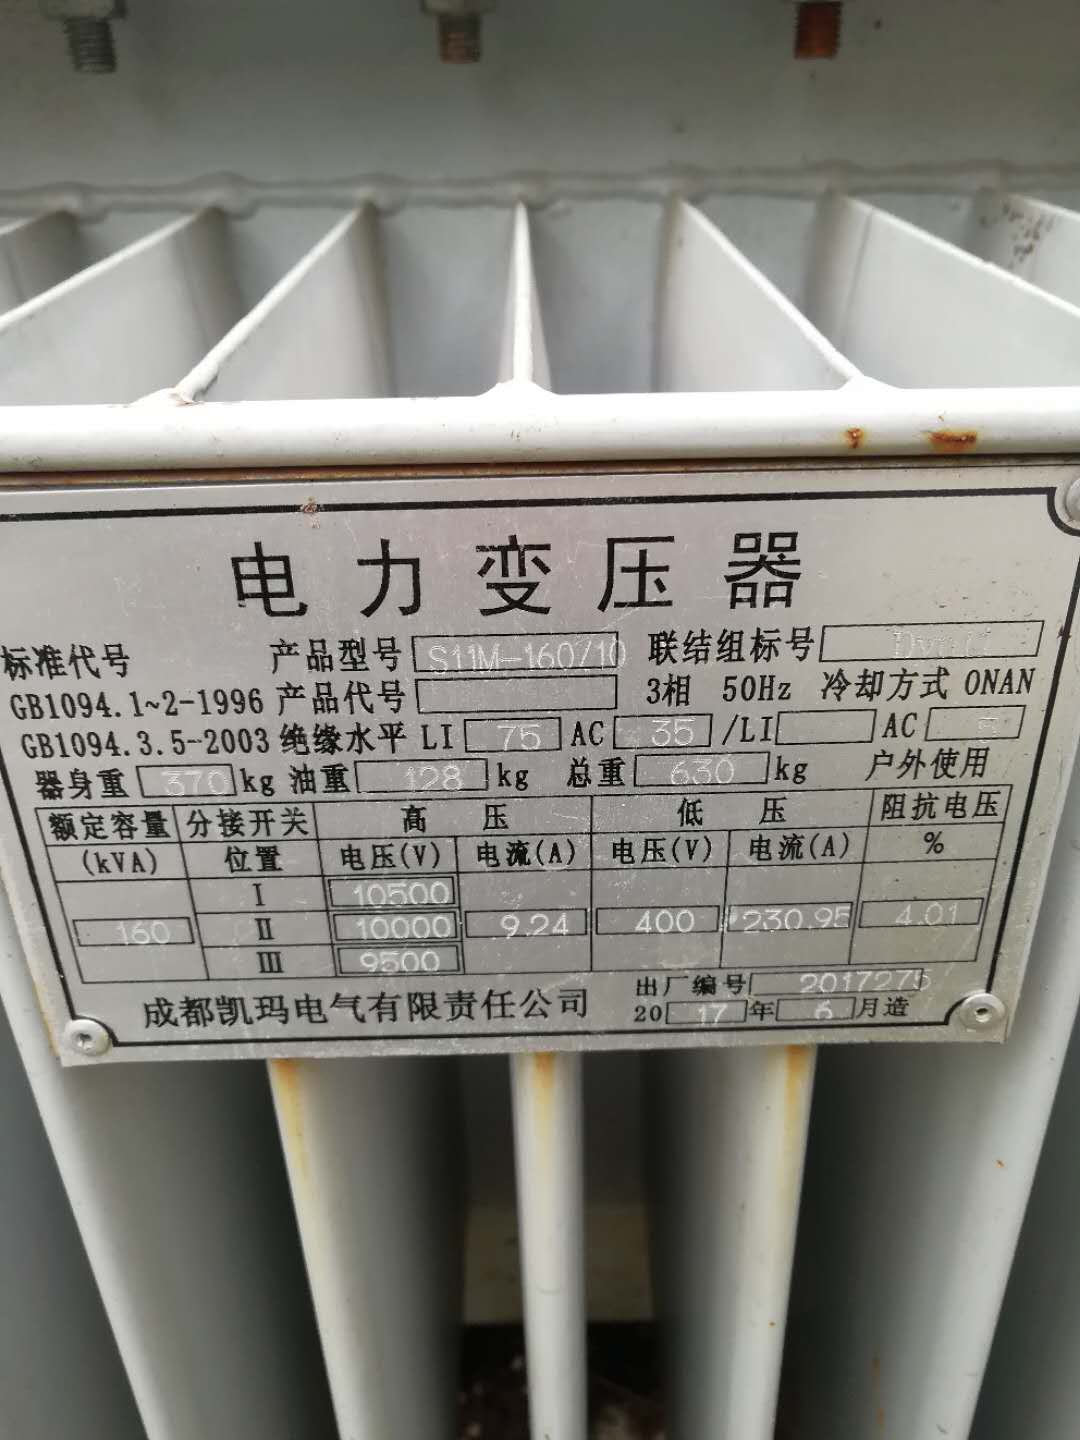 电力变压器
标准代号 产品型号 S11M-160/10 联结组标号 Dyn11
GB1094.1~2-1996 产品代号 3相 50Hz 冷却方式 ONAN
GB1094.3.5-2003 绝缘水平 LI 75 AC 35 /LI AC 5
器身重 370 kg 油重 128 kg 总重 630 kg 户外使用
额定容量 分接开关 高压 低压 阻抗电压
(kVA) 位置 电压(V) 电流(A) 电压(V) 电流(A) %
I 10500
160 II 10000 9.24 400 230.95 4.01
III 9500
成都凯玛电气有限责任公司 出厂编号 2017275
2017年6月造